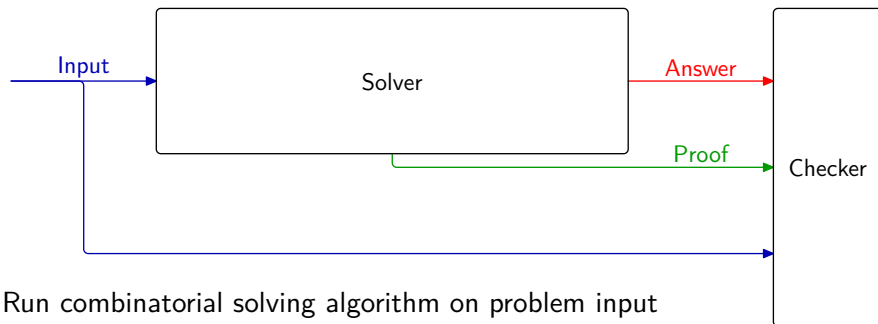 Input
Solver
Answer
Proof
Checker
Run combinatorial solving algorithm on problem input